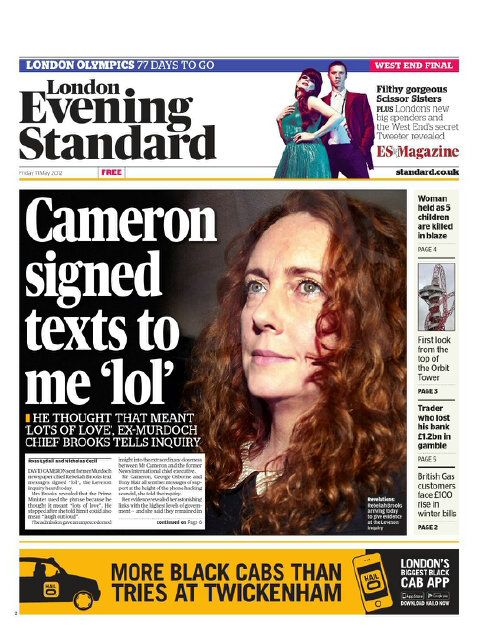 LONDON OLYMPICS 77 DAYS TO GO
WEST END FINAL
London
Evening
Standard
Filthy gorgeous
Scissor Sisters
PLUS London's new
big spenders and
the West End's secret
Tweeter revealed
ES Magazine
Friday 11 May 2012
FREE
standard.co.uk
Cameron
signed
texts to
me 'lol'
HE THOUGHT THAT MEANT
'LOTS OF LOVE', EX-MURDOCH
CHIEF BROOKS TELLS INQUIRY
Ross Lydall and Nicholas Cecil
DAVID CAMERON sent former Murdoch
newspaper chief Rebekah Brooks text
messages signed "lol", the Leveson
Inquiry heard today.
Mrs Brooks revealed that the Prime
Minister used the phrase because he
thought it meant "lots of love". He
stopped after she told him it could also
mean "laugh out loud".
The admission gave an unprecedented
insight into the extraordinary closeness
between Mr Cameron and the former
News International chief executive.
Mr Cameron, George Osborne and
Tony Blair all sent her messages of sup-
port at the height of the phone-hacking
scandal, she told the inquiry.
Her evidence revealed her astonishing
links with the highest levels of govern-
ment — and she said they remained in
Continued on Page 6
Revelations:
Rebekah Brooks
arriving today
to give evidence
at the Leveson
Inquiry
Woman
held as 5
children
are killed
in blaze
PAGE 4
First look
from the
top of
the Orbit
Tower
PAGE 3
Trader
who lost
his bank
£1.2bn in
gamble
PAGE 5
British Gas
customers
face £100
rise in
winter bills
PAGE 2
HAILO
MORE BLACK CABS THAN
TRIES AT TWICKENHAM
HAILO
LONDON'S
BIGGEST BLACK
CAB APP
App Store
Google play
DOWNLOAD HAILO NOW